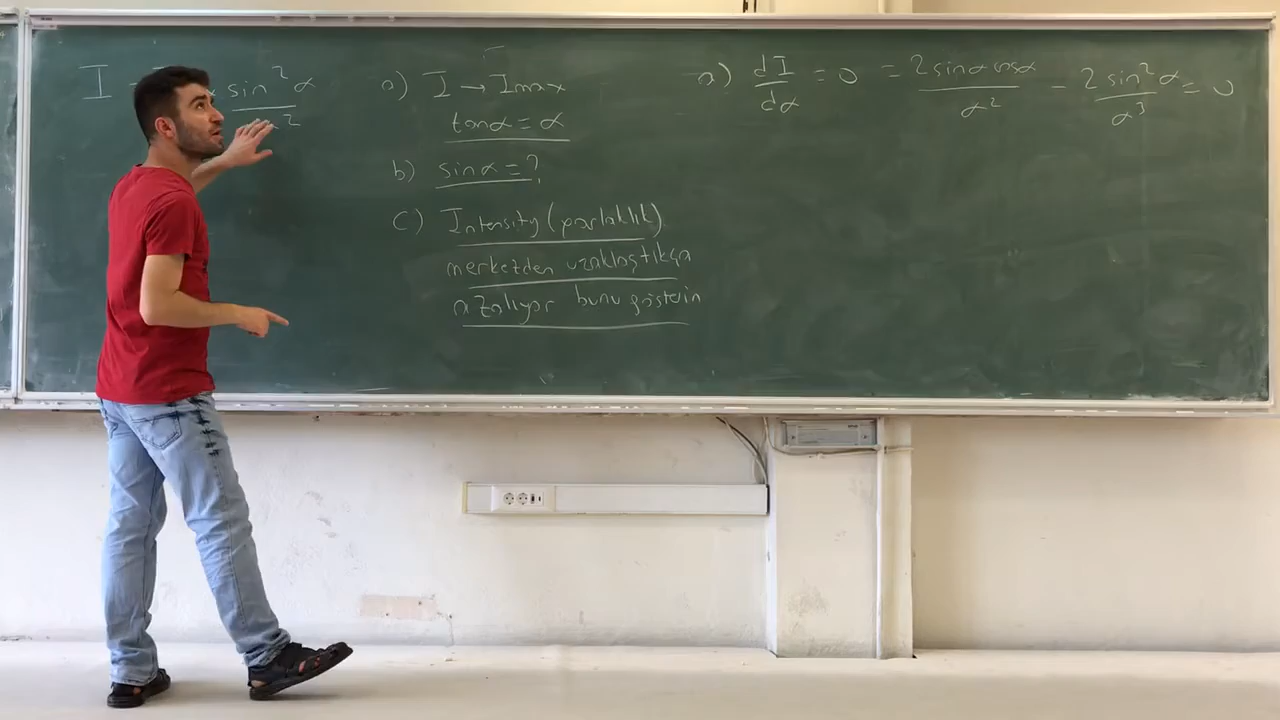 I sin²α
²
a) I → Imax
tanα = α
b) sinα = ?
c) Intensity (parlaklık)
merkezden uzaklaştıkça
azalıyor bunu gösterin
a) dI/dα = 0 = 2sinα cosα/α² - 2sin²α/α³ = 0